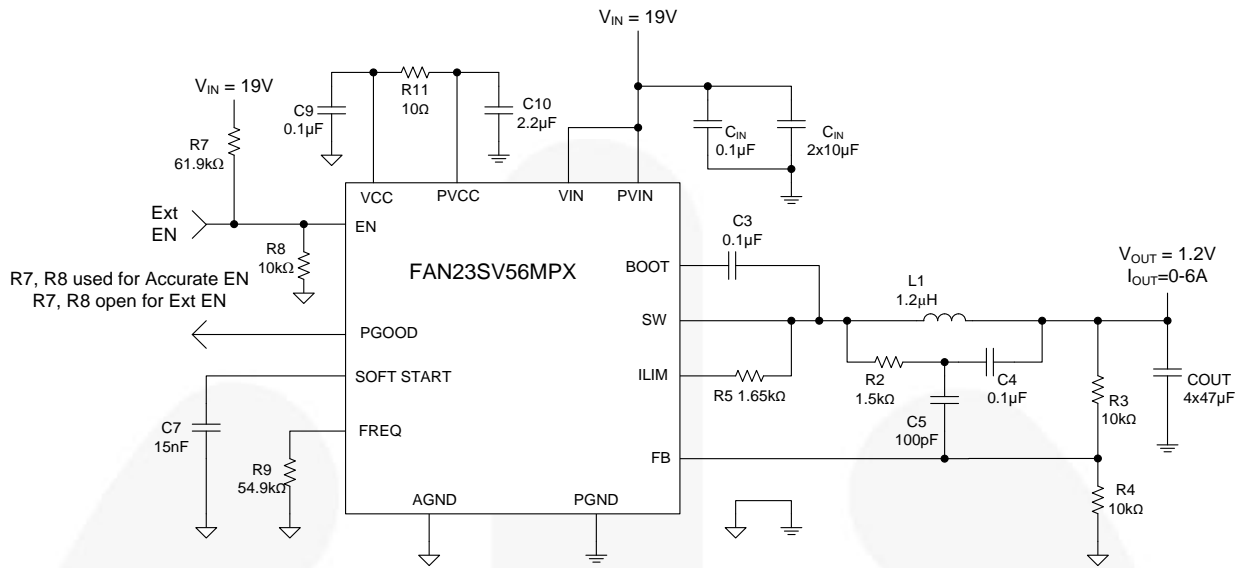 V_IN = 19V
V_IN = 19V
C9
0.1µF
R11
10Ω
C10
2.2µF
R7
61.9kΩ
C_IN
0.1µF
C_IN
2x10µF
VCC
PVCC
VIN
PVIN
Ext
EN
EN
R8
10kΩ
C3
0.1µF
R7, R8 used for Accurate EN
R7, R8 open for Ext EN
FAN23SV56MPX
BOOT
V_OUT = 1.2V
I_OUT=0-6A
L1
1.2µH
PGOOD
SW
SOFT START
ILIM
R5 1.65kΩ
R2
1.5kΩ
C4
0.1µF
R3
10kΩ
COUT
4x47µF
C7
15nF
FREQ
C5
100pF
FB
R9
54.9kΩ
R4
10kΩ
AGND
PGND